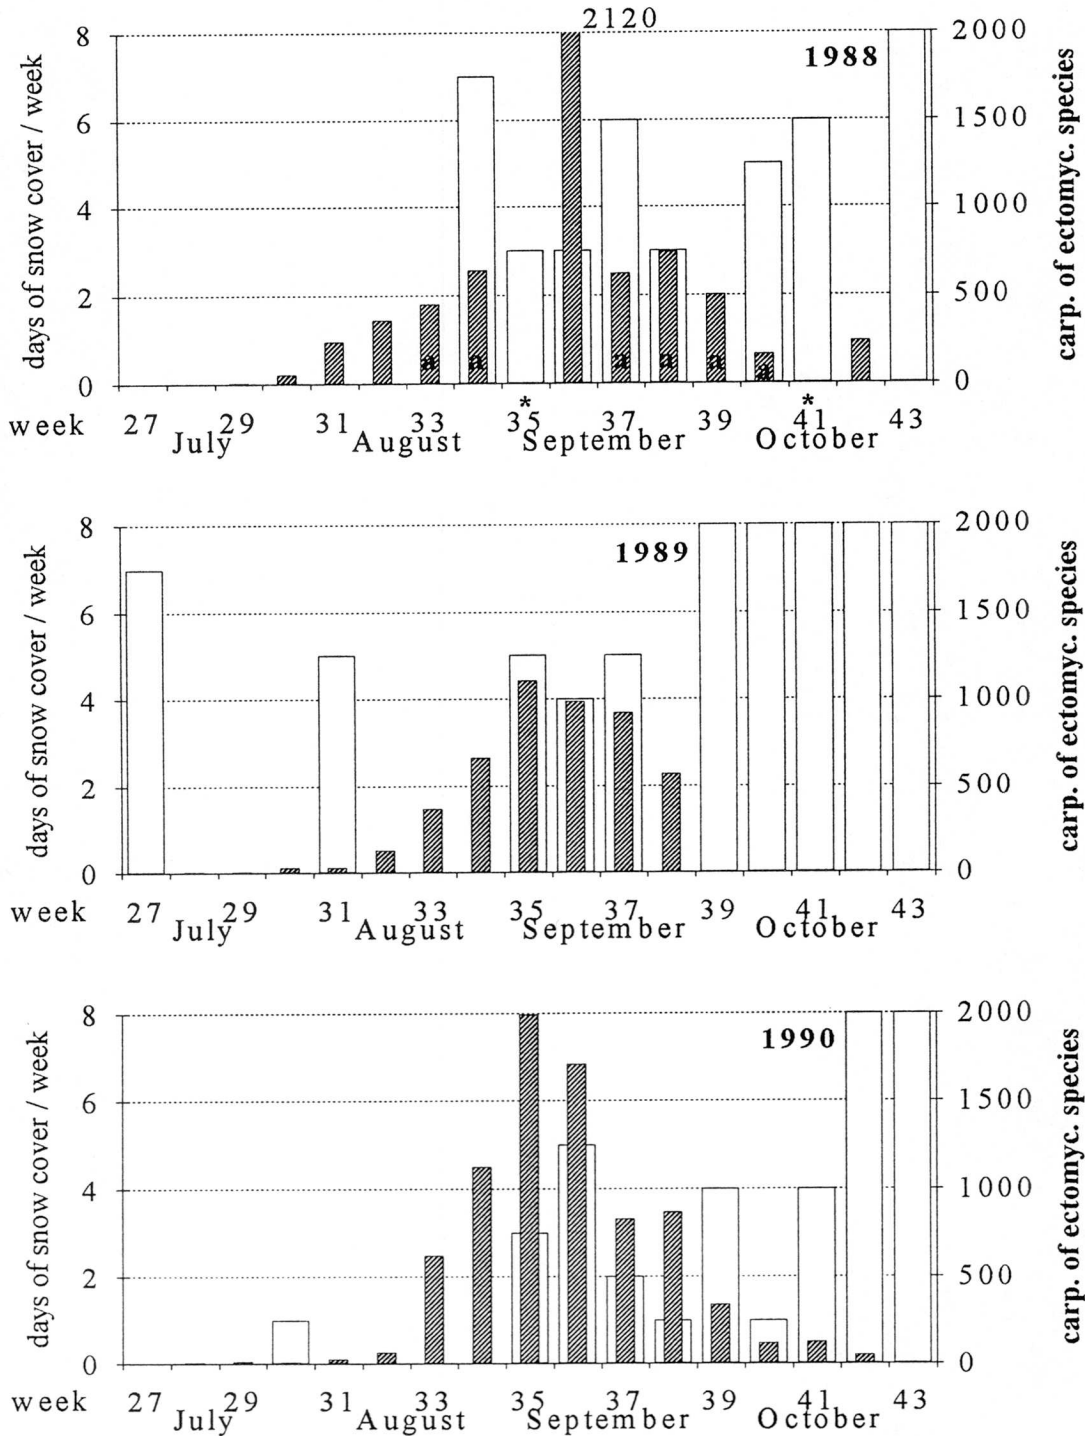 2120
1988
days of snow cover / week
carp. of ectomyc. species
8 2000
6 1500
4 1000
2 500
0 0
a a a a a a
* *
week 27 29 31 33 35 37 39 41 43
July August September October
1989
days of snow cover / week
carp. of ectomyc. species
8 2000
6 1500
4 1000
2 500
0 0
week 27 29 31 33 35 37 39 41 43
July August September October
1990
days of snow cover / week
carp. of ectomyc. species
8 2000
6 1500
4 1000
2 500
0 0
week 27 29 31 33 35 37 39 41 43
July August September October